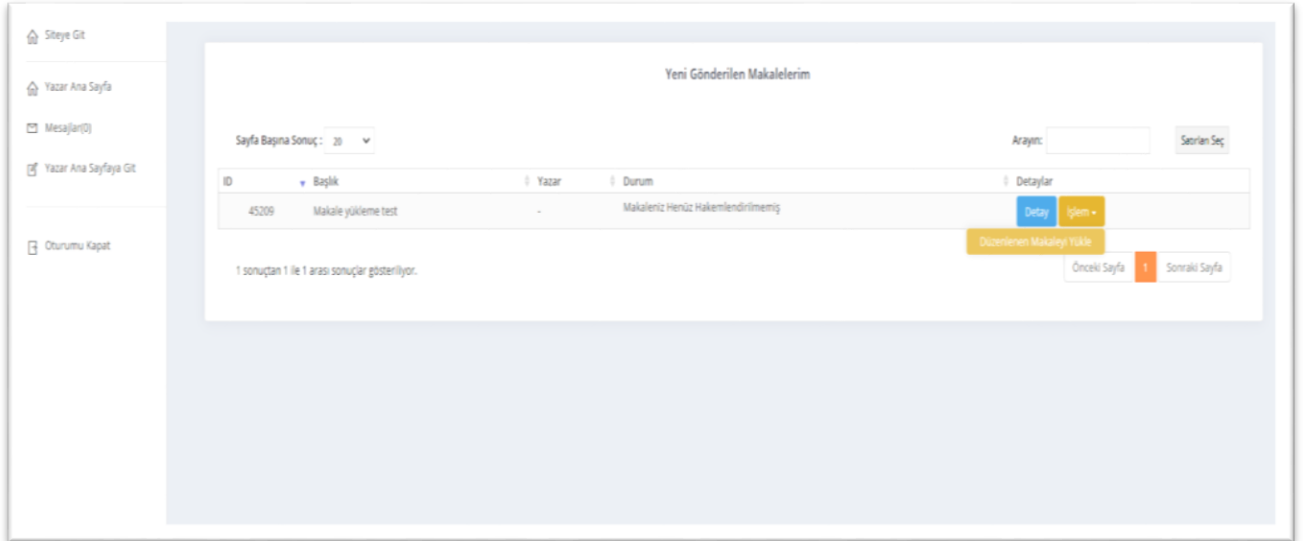 Siteye Git
Yazar Ana Sayfa
Mesajlar(0)
Yazar Ana Sayfaya Git
Oturumu Kapat
Yeni Gönderilen Makalelerim
Sayfa Başına Sonuç : 20
Arayın:
Satırları Seç
ID Başlık Yazar Durum Detaylar
45209 Makale yükleme test - Makaleniz Henüz Hakemlendirilmemiş Detay İşlem
Düzenlenen Makaleyi Yükle
1 sonuçtan 1 ile 1 arası sonuçlar gösteriliyor.
Önceki Sayfa 1 Sonraki Sayfa